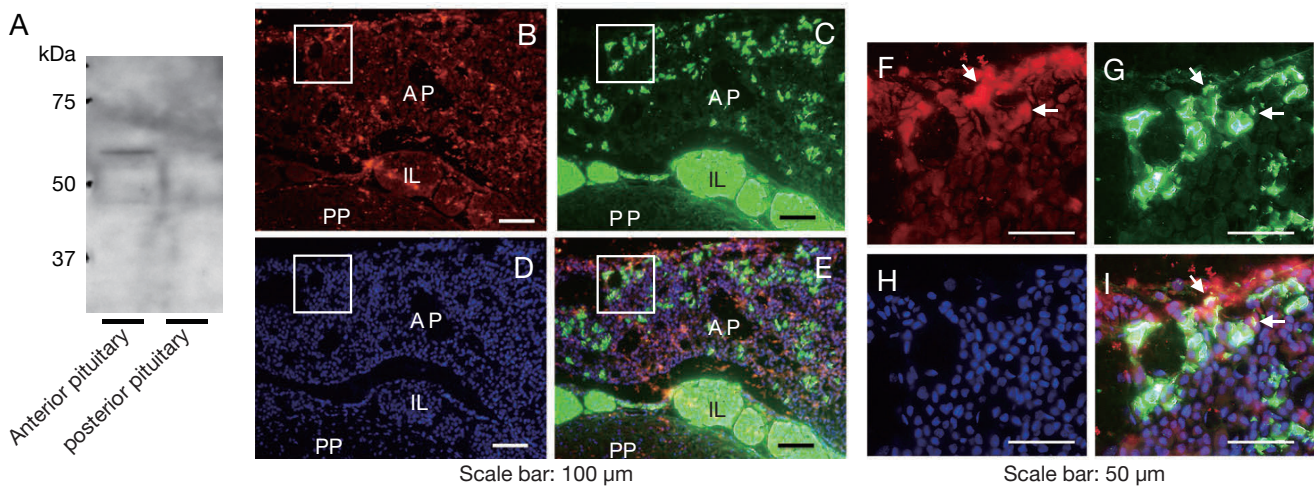 A
kDa
75
50
37
Anterior pituitary
posterior pituitary
B
AP
IL
PP
C
AP
IL
PP
D
AP
IL
PP
E
AP
IL
PP
Scale bar: 100 µm
F
G
H
I
Scale bar: 50 µm